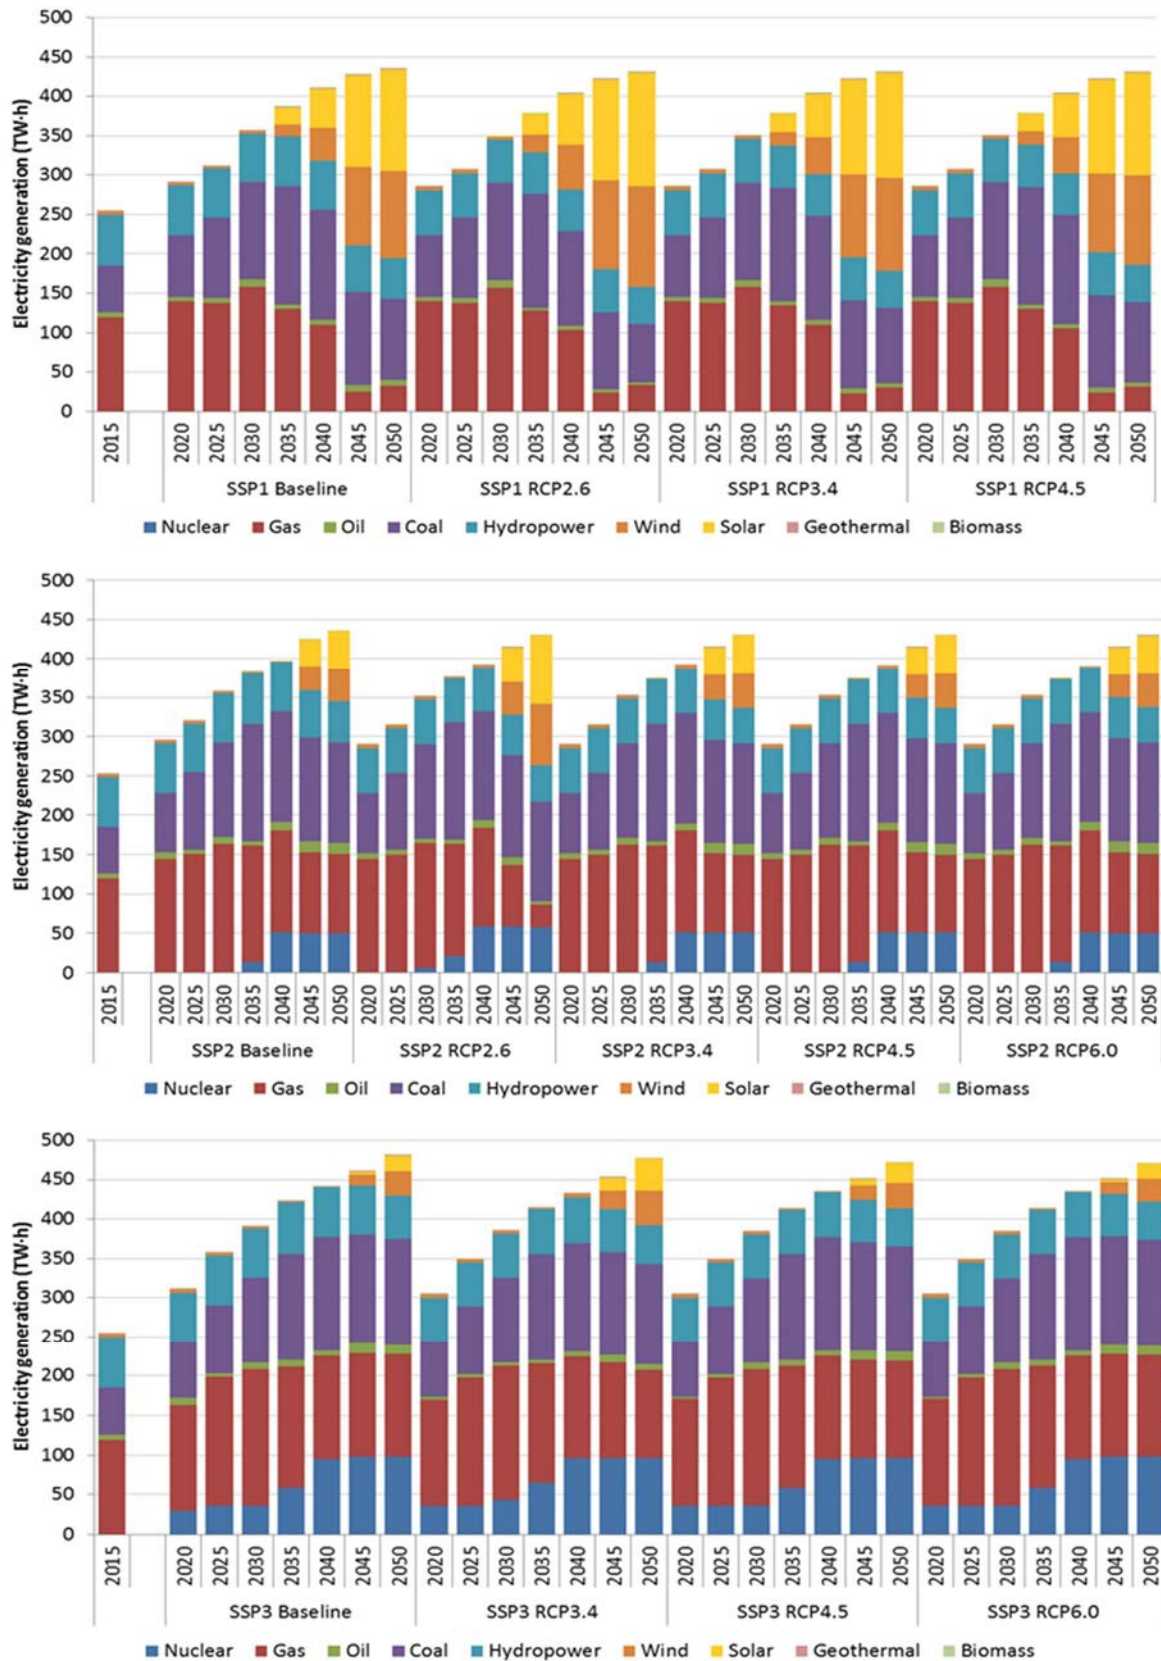 500
450
400
350
300
250
200
150
100
50
0
Electricity generation (TW·h)
2015 2020 2025 2030 2035 2040 2045 2050 2020 2025 2030 2035 2040 2045 2050 2020 2025 2030 2035 2040 2045 2050 2020 2025 2030 2035 2040 2045 2050
SSP1 Baseline SSP1 RCP2.6 SSP1 RCP3.4 SSP1 RCP4.5
Nuclear Gas Oil Coal Hydropower Wind Solar Geothermal Biomass
500
450
400
350
300
250
200
150
100
50
0
Electricity generation (TW·h)
2015 2020 2025 2030 2035 2040 2045 2050 2020 2025 2030 2035 2040 2045 2050 2020 2025 2030 2035 2040 2045 2050 2020 2025 2030 2035 2040 2045 2050 2020 2025 2030 2035 2040 2045 2050
SSP2 Baseline SSP2 RCP2.6 SSP2 RCP3.4 SSP2 RCP4.5 SSP2 RCP6.0
Nuclear Gas Oil Coal Hydropower Wind Solar Geothermal Biomass
500
450
400
350
300
250
200
150
100
50
0
Electricity generation (TW·h)
2015 2020 2025 2030 2035 2040 2045 2050 2020 2025 2030 2035 2040 2045 2050 2020 2025 2030 2035 2040 2045 2050 2020 2025 2030 2035 2040 2045 2050
SSP3 Baseline SSP3 RCP3.4 SSP3 RCP4.5 SSP3 RCP6.0
Nuclear Gas Oil Coal Hydropower Wind Solar Geothermal Biomass